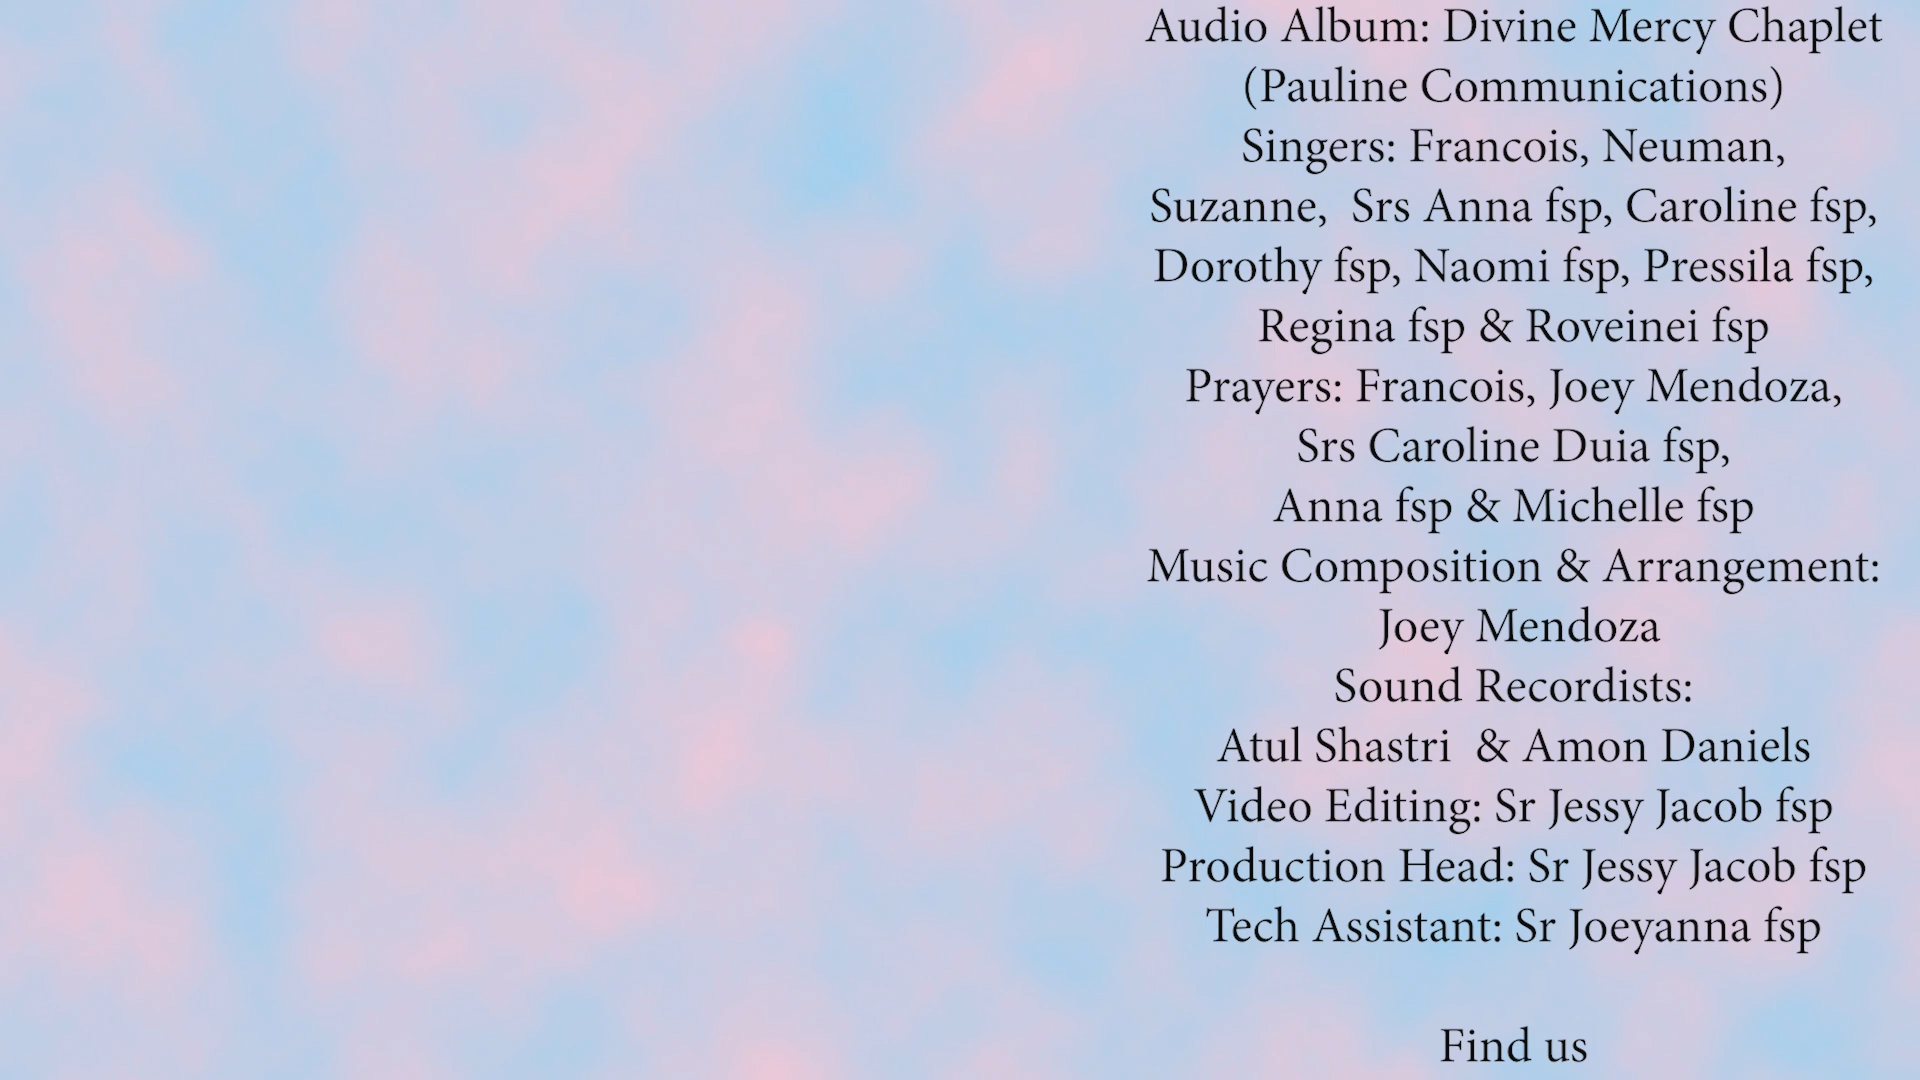 Audio Album: Divine Mercy Chaplet
(Pauline Communications)
Singers: Francois, Neuman,
Suzanne,  Srs Anna fsp, Caroline fsp,
Dorothy fsp, Naomi fsp, Pressila fsp,
Regina fsp & Roveinei fsp
Prayers: Francois, Joey Mendoza,
Srs Caroline Duia fsp,
Anna fsp & Michelle fsp
Music Composition & Arrangement:
Joey Mendoza
Sound Recordists:
Atul Shastri  & Amon Daniels
Video Editing: Sr Jessy Jacob fsp
Production Head: Sr Jessy Jacob fsp
Tech Assistant: Sr Joeyanna fsp
Find us